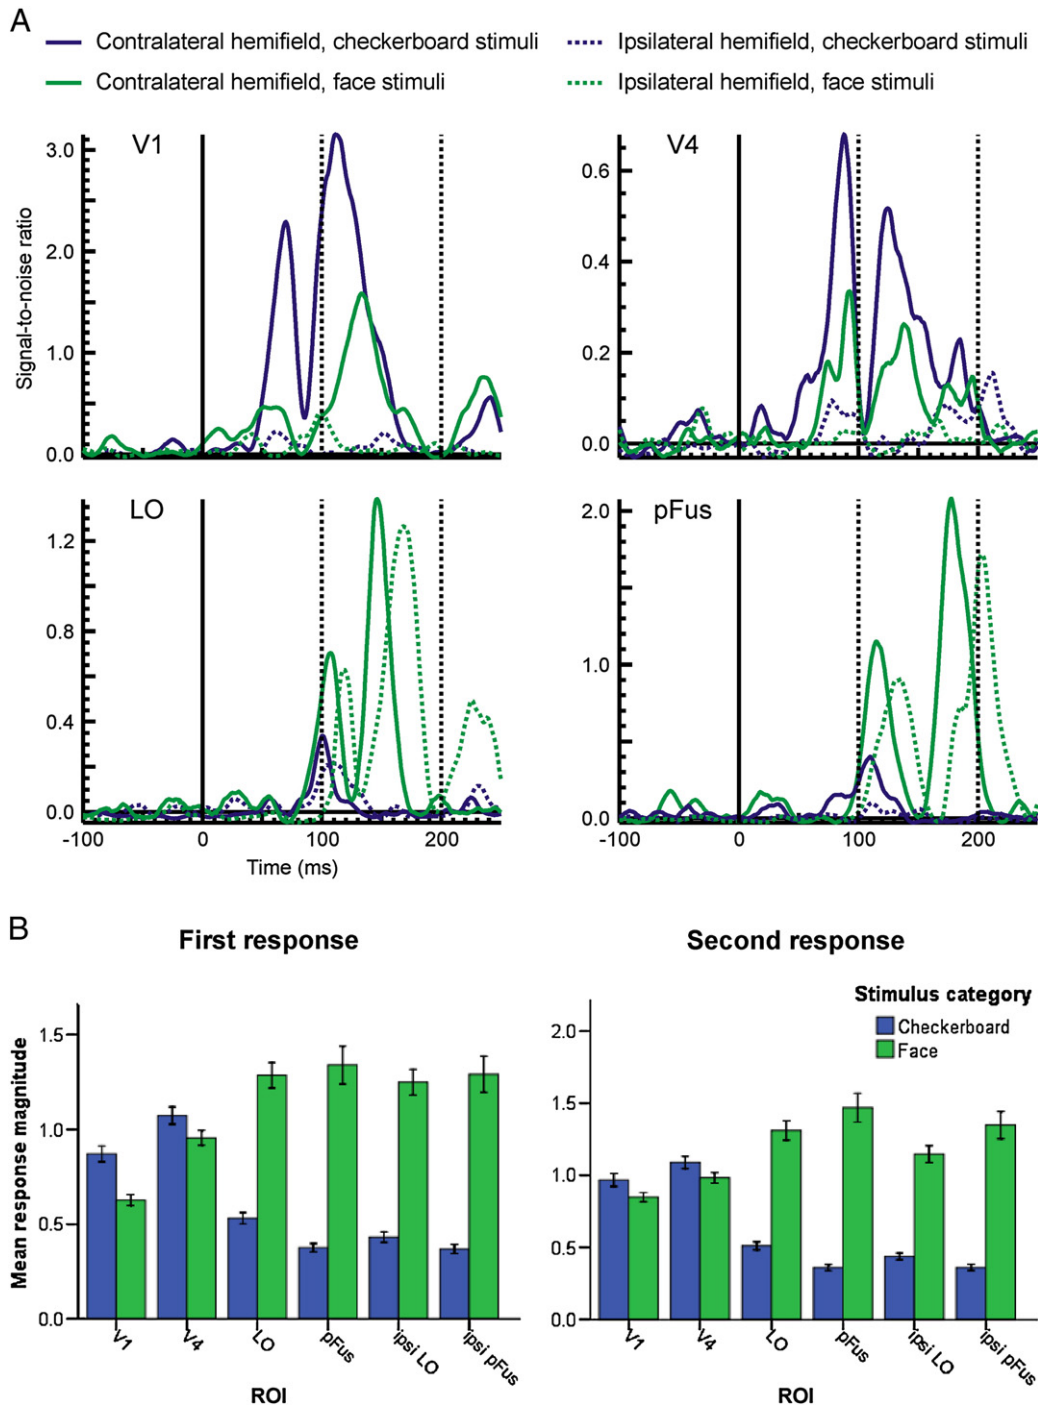 A
Contralateral hemifield, checkerboard stimuli
Ipsilateral hemifield, checkerboard stimuli
Contralateral hemifield, face stimuli
Ipsilateral hemifield, face stimuli
V1
3.0
2.0
1.0
0.0
Signal-to-noise ratio
V4
0.6
0.4
0.2
0.0
LO
1.2
0.8
0.4
0.0
-100
0
100
200
Time (ms)
pFus
2.0
1.0
0.0
-100
0
100
200
B
First response
Mean response magnitude
1.5
1.0
0.5
0.0
V1
V4
LO
pFus
ipsi LO
ipsi pFus
ROI
Second response
Stimulus category
Checkerboard
Face
2.0
1.5
1.0
0.5
0.0
V1
V4
LO
pFus
ipsi LO
ipsi pFus
ROI